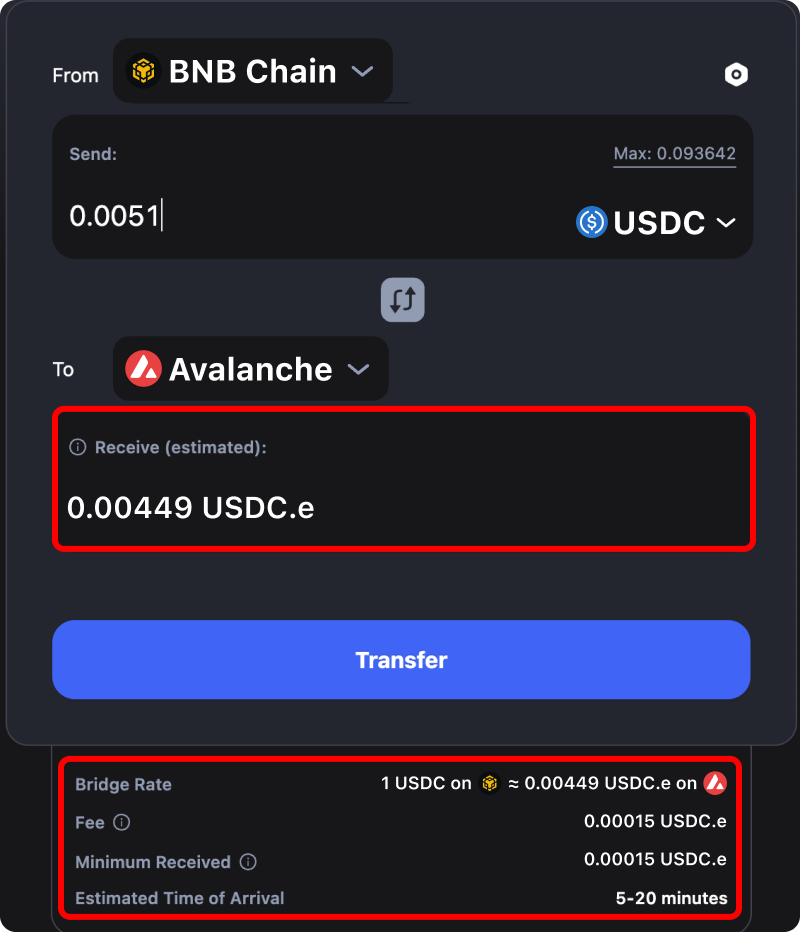 From BNB Chain
Send: Max: 0.093642
0.0051 USDC
To Avalanche
Receive (estimated):
0.00449 USDC.e
Transfer
Bridge Rate 1 USDC on ≈ 0.00449 USDC.e on
Fee 0.00015 USDC.e
Minimum Received 0.00015 USDC.e
Estimated Time of Arrival 5-20 minutes